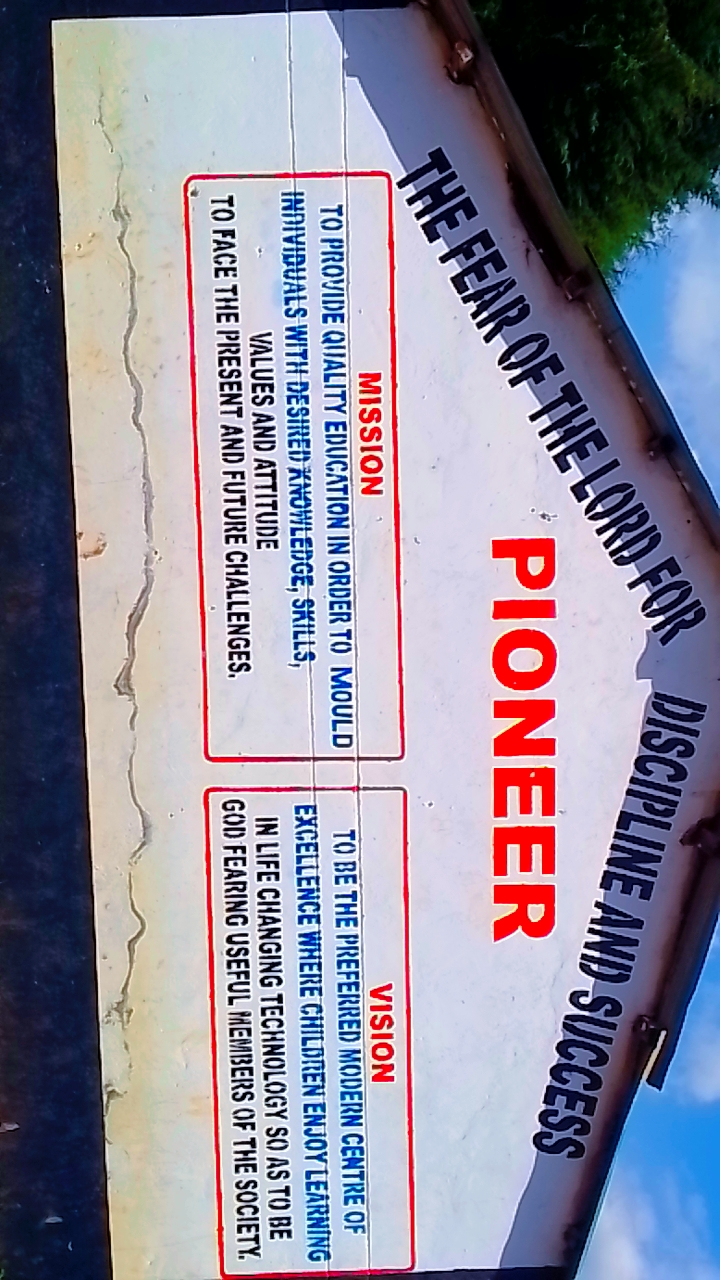 THE FEAR OF THE LORD FOR DISCIPLINE AND SUCCESS
PIONEER
MISSION
TO PROVIDE QUALITY EDUCATION IN ORDER TO MOULD
INDIVIDUALS WITH DESIRED KNOWLEDGE, SKILLS,
VALUES AND ATTITUDE
TO FACE THE PRESENT AND FUTURE CHALLENGES.
VISION
TO BE THE PREFERRED MODERN CENTRE OF
EXCELLENCE WHERE CHILDREN ENJOY LEARNING
IN LIFE CHANGING TECHNOLOGY SO AS TO BE
GOD FEARING USEFUL MEMBERS OF THE SOCIETY.